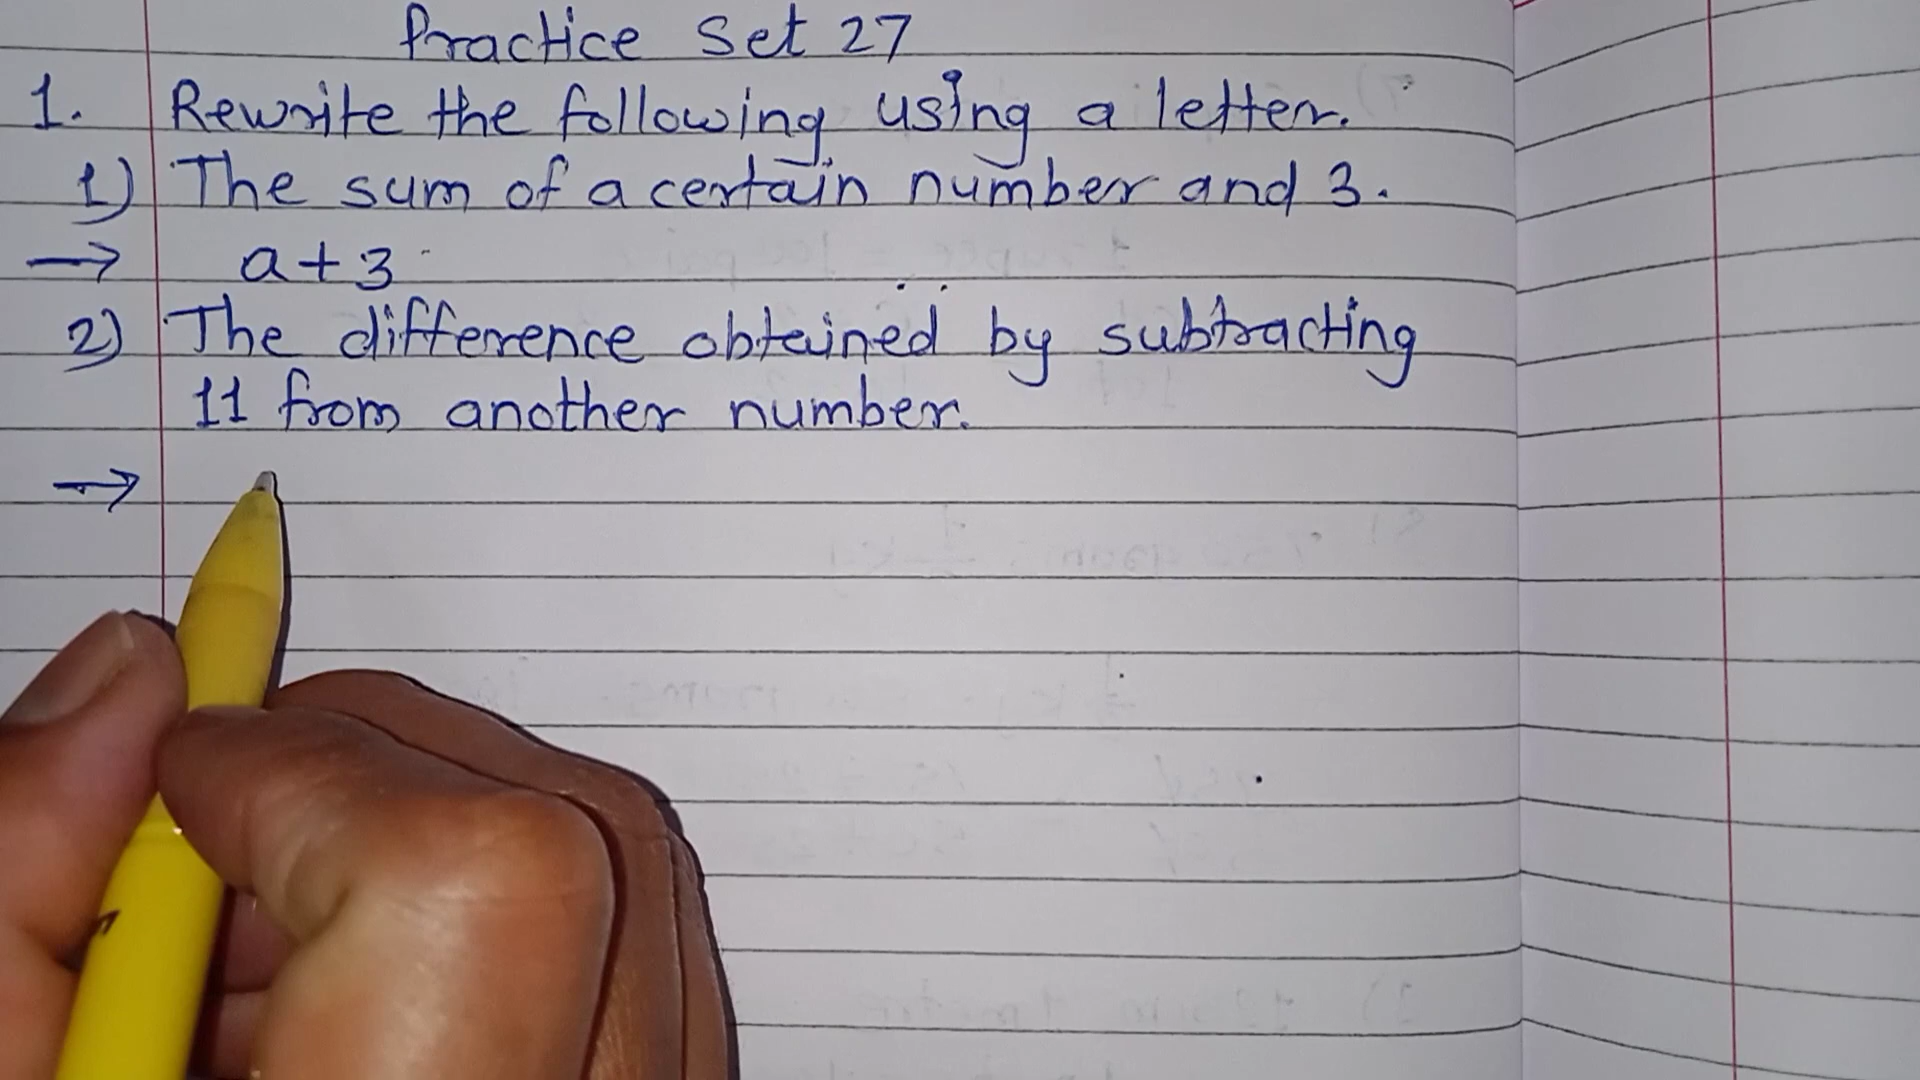 Practice Set 27
1. Rewrite the following using a letter.
1) The sum of a certain number and 3.
→ a+3
2) The difference obtained by subtracting
11 from another number.
→